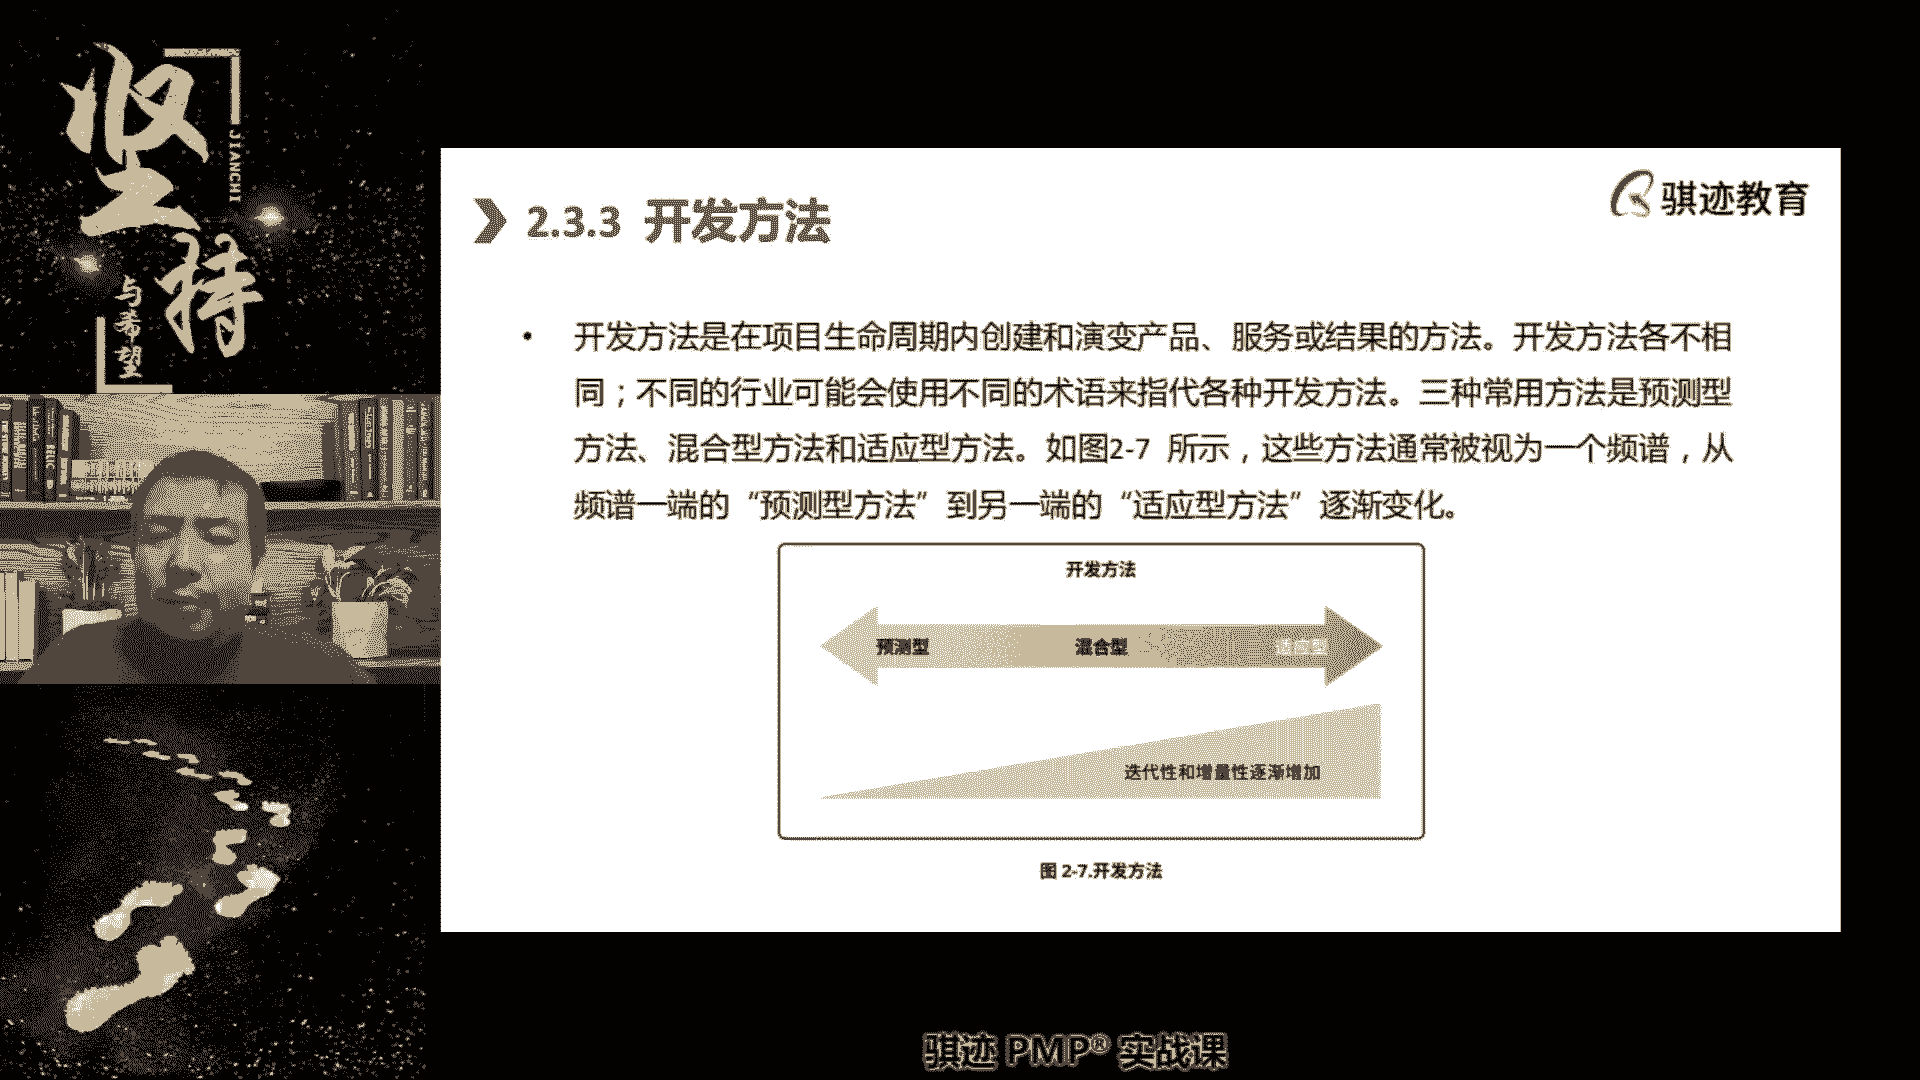 坚持
JIANCHI
与希望
骐迹教育
2.3.3 开发方法
• 开发方法是在项目生命周期内创建和演变产品、服务或结果的方法。开发方法各不相
同；不同的行业可能会使用不同的术语来指代各种开发方法。三种常用方法是预测型
方法、混合型方法和适应型方法。如图2-7 所示，这些方法通常被视为一个频谱，从
频谱一端的“预测型方法”到另一端的“适应型方法”逐渐变化。
开发方法
预测型 混合型 适应型
迭代性和增量性逐渐增加
图 2-7.开发方法
骐迹 PMP® 实战课